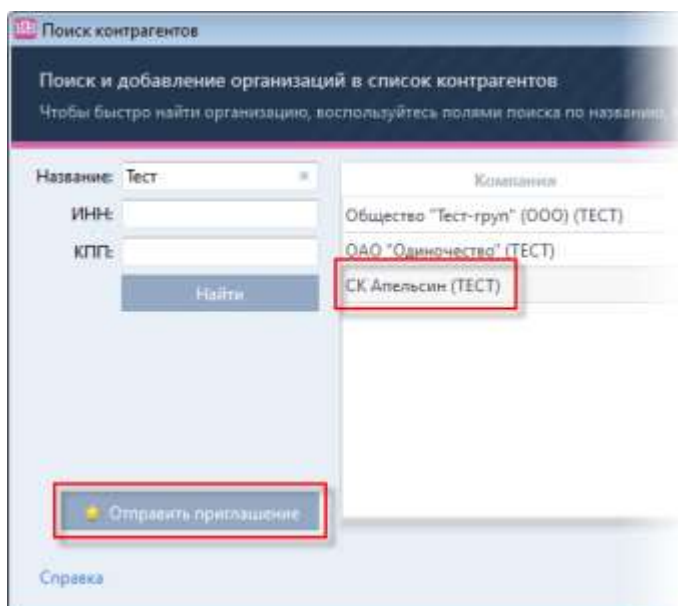 Поиск контрагентов
Поиск и добавление организаций в список контрагентов
Чтобы быстро найти организацию, воспользуйтесь полями поиска по названию,
Название: Тест
ИНН:
КПП:
Найти
Компания
Общество "Тест-груп" (ООО) (ТЕСТ)
ОАО "Одиночество" (ТЕСТ)
СК Апельсин (ТЕСТ)
Отправить приглашение
Справка